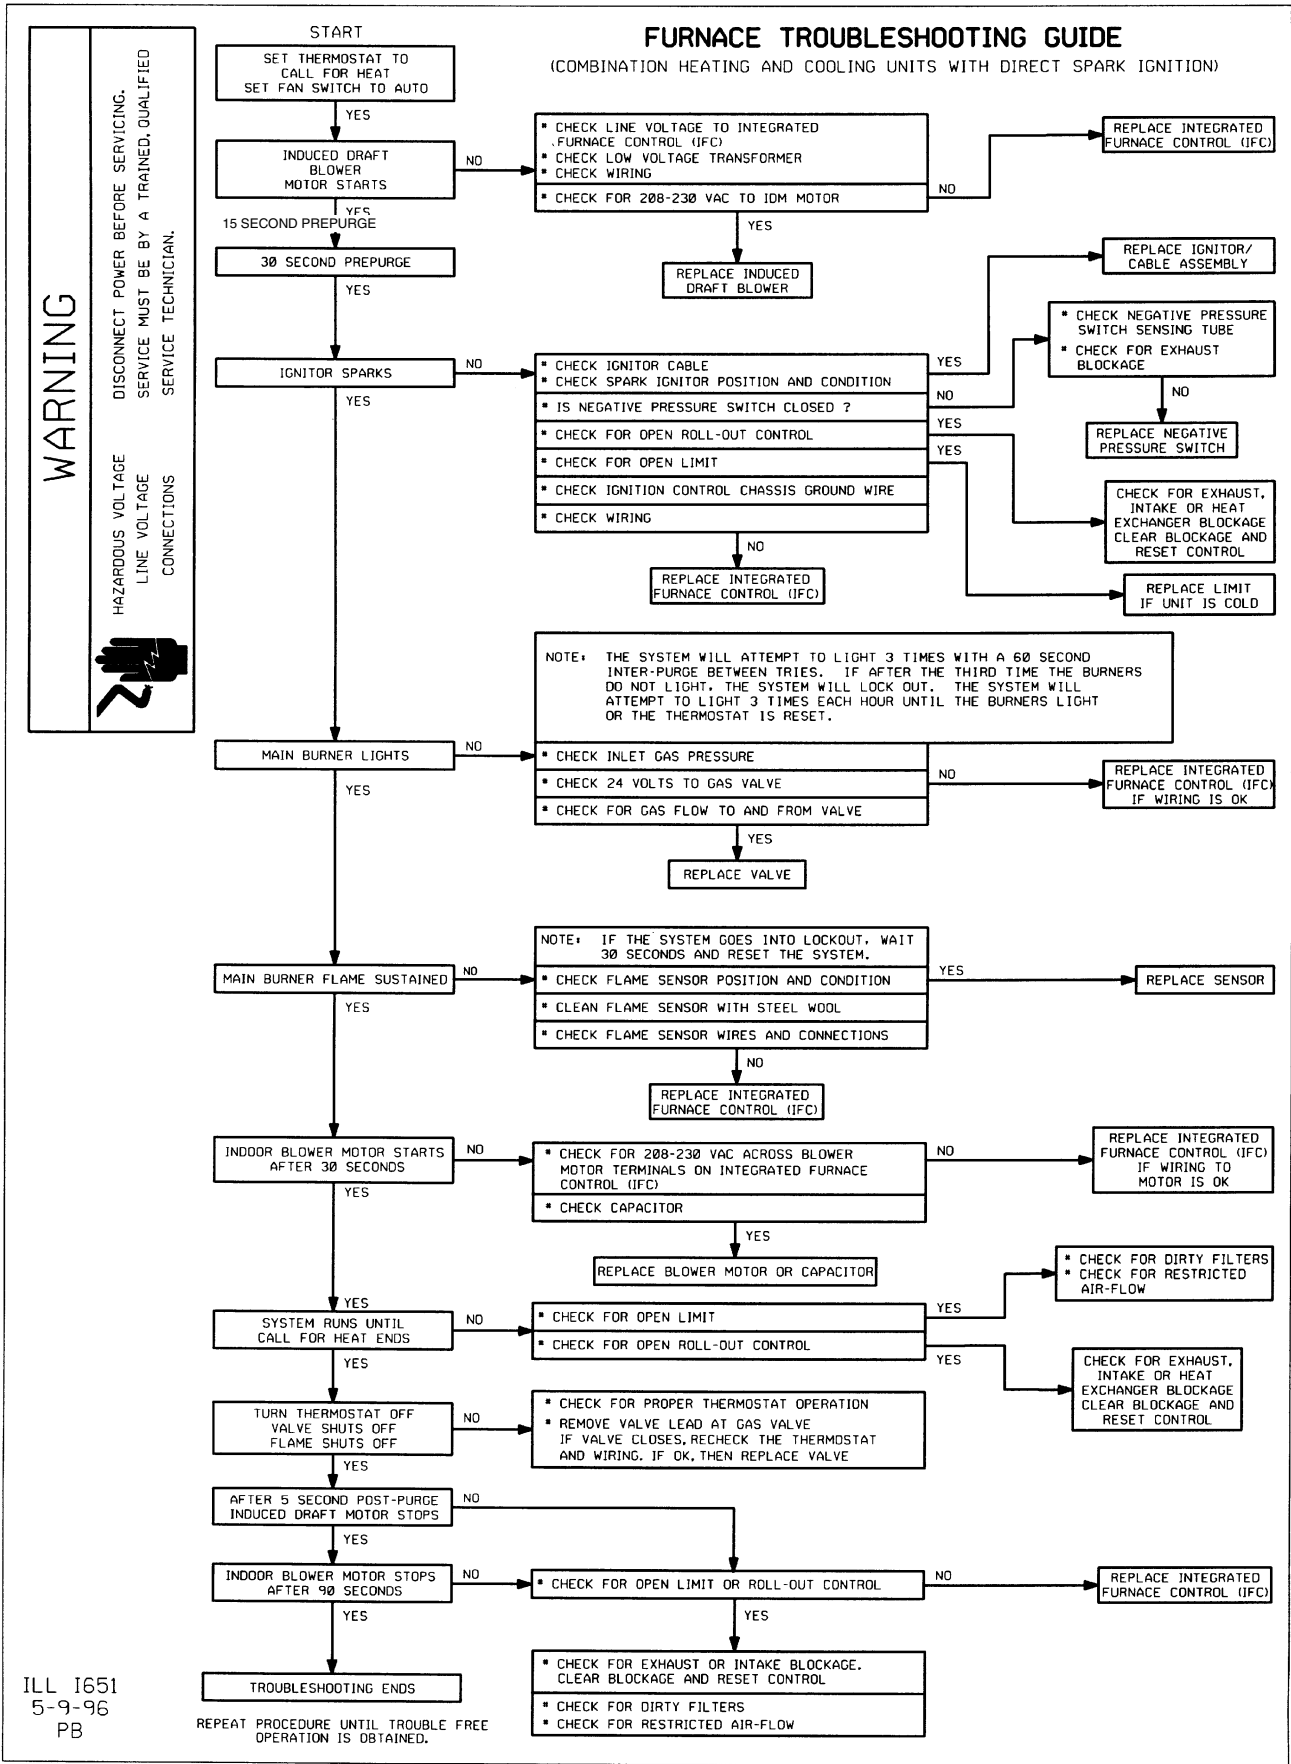 WARNING
HAZARDOUS VOLTAGE
LINE VOLTAGE
CONNECTIONS
DISCONNECT POWER BEFORE SERVICING.
SERVICE MUST BE BY A TRAINED, QUALIFIED
SERVICE TECHNICIAN.
FURNACE TROUBLESHOOTING GUIDE
(COMBINATION HEATING AND COOLING UNITS WITH DIRECT SPARK IGNITION)
START
SET THERMOSTAT TO
CALL FOR HEAT
SET FAN SWITCH TO AUTO
YES
INDUCED DRAFT
BLOWER
MOTOR STARTS
NO
* CHECK LINE VOLTAGE TO INTEGRATED
FURNACE CONTROL (IFC)
* CHECK LOW VOLTAGE TRANSFORMER
* CHECK WIRING
* CHECK FOR 208-230 VAC TO IDM MOTOR
NO
REPLACE INTEGRATED
FURNACE CONTROL (IFC)
YES
REPLACE INDUCED
DRAFT BLOWER
YES
15 SECOND PREPURGE
30 SECOND PREPURGE
YES
IGNITOR SPARKS
NO
* CHECK IGNITOR CABLE
* CHECK SPARK IGNITOR POSITION AND CONDITION
YES
REPLACE IGNITOR/
CABLE ASSEMBLY
* IS NEGATIVE PRESSURE SWITCH CLOSED ?
NO
* CHECK NEGATIVE PRESSURE
SWITCH SENSING TUBE
* CHECK FOR EXHAUST
BLOCKAGE
NO
REPLACE NEGATIVE
PRESSURE SWITCH
* CHECK FOR OPEN ROLL-OUT CONTROL
YES
CHECK FOR EXHAUST,
INTAKE OR HEAT
EXCHANGER BLOCKAGE
CLEAR BLOCKAGE AND
RESET CONTROL
* CHECK FOR OPEN LIMIT
YES
REPLACE LIMIT
IF UNIT IS COLD
* CHECK IGNITION CONTROL CHASSIS GROUND WIRE
* CHECK WIRING
NO
REPLACE INTEGRATED
FURNACE CONTROL (IFC)
YES
NOTE: THE SYSTEM WILL ATTEMPT TO LIGHT 3 TIMES WITH A 60 SECOND
INTER-PURGE BETWEEN TRIES. IF AFTER THE THIRD TIME THE BURNERS
DO NOT LIGHT, THE SYSTEM WILL LOCK OUT. THE SYSTEM WILL
ATTEMPT TO LIGHT 3 TIMES EACH HOUR UNTIL THE BURNERS LIGHT
OR THE THERMOSTAT IS RESET.
MAIN BURNER LIGHTS
NO
* CHECK INLET GAS PRESSURE
* CHECK 24 VOLTS TO GAS VALVE
NO
REPLACE INTEGRATED
FURNACE CONTROL (IFC)
IF WIRING IS OK
* CHECK FOR GAS FLOW TO AND FROM VALVE
YES
REPLACE VALVE
YES
NOTE: IF THE SYSTEM GOES INTO LOCKOUT, WAIT
30 SECONDS AND RESET THE SYSTEM.
MAIN BURNER FLAME SUSTAINED
NO
* CHECK FLAME SENSOR POSITION AND CONDITION
YES
REPLACE SENSOR
* CLEAN FLAME SENSOR WITH STEEL WOOL
* CHECK FLAME SENSOR WIRES AND CONNECTIONS
NO
REPLACE INTEGRATED
FURNACE CONTROL (IFC)
YES
INDOOR BLOWER MOTOR STARTS
AFTER 30 SECONDS
NO
* CHECK FOR 208-230 VAC ACROSS BLOWER
MOTOR TERMINALS ON INTEGRATED FURNACE
CONTROL (IFC)
NO
REPLACE INTEGRATED
FURNACE CONTROL (IFC)
IF WIRING TO
MOTOR IS OK
* CHECK CAPACITOR
YES
REPLACE BLOWER MOTOR OR CAPACITOR
YES
YES
SYSTEM RUNS UNTIL
CALL FOR HEAT ENDS
NO
* CHECK FOR OPEN LIMIT
YES
* CHECK FOR DIRTY FILTERS
* CHECK FOR RESTRICTED
AIR-FLOW
* CHECK FOR OPEN ROLL-OUT CONTROL
YES
CHECK FOR EXHAUST,
INTAKE OR HEAT
EXCHANGER BLOCKAGE
CLEAR BLOCKAGE AND
RESET CONTROL
YES
TURN THERMOSTAT OFF
VALVE SHUTS OFF
FLAME SHUTS OFF
NO
* CHECK FOR PROPER THERMOSTAT OPERATION
* REMOVE VALVE LEAD AT GAS VALVE
IF VALVE CLOSES, RECHECK THE THERMOSTAT
AND WIRING. IF OK, THEN REPLACE VALVE
YES
AFTER 5 SECOND POST-PURGE
INDUCED DRAFT MOTOR STOPS
NO
YES
INDOOR BLOWER MOTOR STOPS
AFTER 90 SECONDS
NO
* CHECK FOR OPEN LIMIT OR ROLL-OUT CONTROL
NO
REPLACE INTEGRATED
FURNACE CONTROL (IFC)
YES
* CHECK FOR EXHAUST OR INTAKE BLOCKAGE.
CLEAR BLOCKAGE AND RESET CONTROL
* CHECK FOR DIRTY FILTERS
* CHECK FOR RESTRICTED AIR-FLOW
YES
TROUBLESHOOTING ENDS
REPEAT PROCEDURE UNTIL TROUBLE FREE
OPERATION IS OBTAINED.
ILL I651
5-9-96
PB